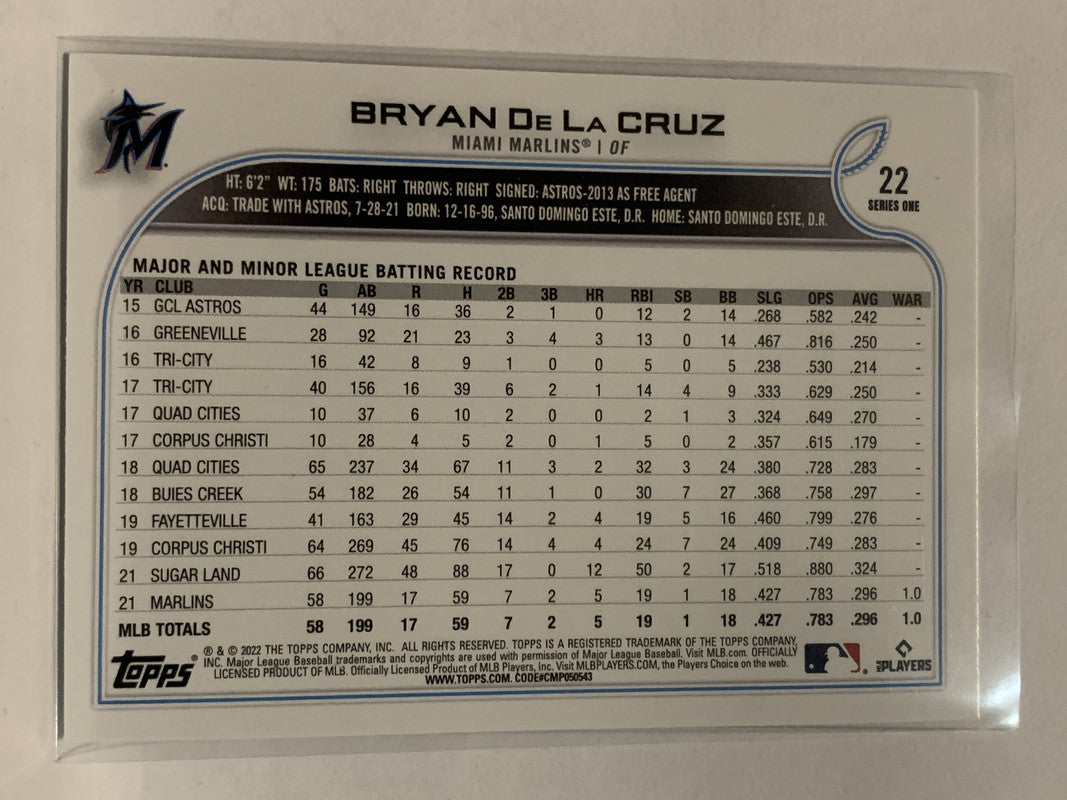 M
BRYAN DE LA CRUZ
MIAMI MARLINS® | OF
22
SERIES ONE
HT: 6'2" WT: 175 BATS: RIGHT THROWS: RIGHT SIGNED: ASTROS-2013 AS FREE AGENT
ACQ: TRADE WITH ASTROS, 7-28-21 BORN: 12-16-96, SANTO DOMINGO ESTE, D.R. HOME: SANTO DOMINGO ESTE, D.R.
MAJOR AND MINOR LEAGUE BATTING RECORD
YR CLUB G AB R H 2B 3B HR RBI SB BB SLG OPS AVG WAR
15 GCL ASTROS 44 149 16 36 2 1 0 12 2 14 .268 .582 .242 -
16 GREENEVILLE 28 92 21 23 3 4 3 13 0 14 .467 .816 .250 -
16 TRI-CITY 16 42 8 9 1 0 0 5 0 5 .238 .530 .214 -
17 TRI-CITY 40 156 16 39 6 2 1 14 4 9 .333 .629 .250 -
17 QUAD CITIES 10 37 6 10 2 0 0 2 1 3 .324 .649 .270 -
17 CORPUS CHRISTI 10 28 4 5 2 0 1 5 0 2 .357 .615 .179 -
18 QUAD CITIES 65 237 34 67 11 3 2 32 3 24 .380 .728 .283 -
18 BUIES CREEK 54 182 26 54 11 1 0 30 7 27 .368 .758 .297 -
19 FAYETTEVILLE 41 163 29 45 14 2 4 19 5 16 .460 .799 .276 -
19 CORPUS CHRISTI 64 269 45 76 14 4 4 24 7 24 .409 .749 .283 -
21 SUGAR LAND 66 272 48 88 17 0 12 50 2 17 .518 .880 .324 -
21 MARLINS 58 199 17 59 7 2 5 19 1 18 .427 .783 .296 1.0
MLB TOTALS 58 199 17 59 7 2 5 19 1 18 .427 .783 .296 1.0
Topps®
® & © 2022 THE TOPPS COMPANY, INC. ALL RIGHTS RESERVED. TOPPS IS A REGISTERED TRADEMARK OF THE TOPPS COMPANY,
INC. Major League Baseball trademarks and copyrights are used with permission of Major League Baseball. Visit MLB.com. OFFICIALLY
LICENSED PRODUCT OF MLB. Officially Licensed Product of MLB Players, Inc. Visit MLBPLAYERS.COM, the Players Choice on the web.
WWW.TOPPS.COM. CODE#CMP050543
MLB PLAYERS